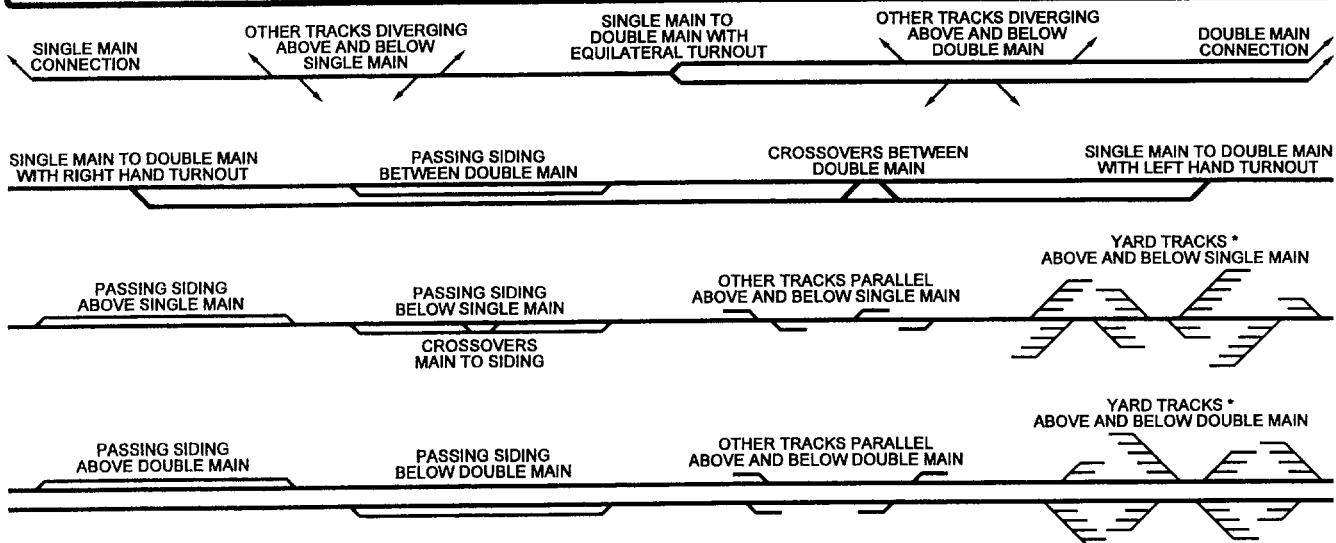 SINGLE MAIN
CONNECTION
OTHER TRACKS DIVERGING
ABOVE AND BELOW
SINGLE MAIN
SINGLE MAIN TO
DOUBLE MAIN WITH
EQUILATERAL TURNOUT
OTHER TRACKS DIVERGING
ABOVE AND BELOW
DOUBLE MAIN
DOUBLE MAIN
CONNECTION
SINGLE MAIN TO DOUBLE MAIN
WITH RIGHT HAND TURNOUT
PASSING SIDING
BETWEEN DOUBLE MAIN
CROSSOVERS BETWEEN
DOUBLE MAIN
SINGLE MAIN TO DOUBLE MAIN
WITH LEFT HAND TURNOUT
PASSING SIDING
ABOVE SINGLE MAIN
PASSING SIDING
BELOW SINGLE MAIN
CROSSOVERS
MAIN TO SIDING
OTHER TRACKS PARALLEL
ABOVE AND BELOW SINGLE MAIN
YARD TRACKS *
ABOVE AND BELOW SINGLE MAIN
PASSING SIDING
ABOVE DOUBLE MAIN
PASSING SIDING
BELOW DOUBLE MAIN
OTHER TRACKS PARALLEL
ABOVE AND BELOW DOUBLE MAIN
YARD TRACKS *
ABOVE AND BELOW DOUBLE MAIN